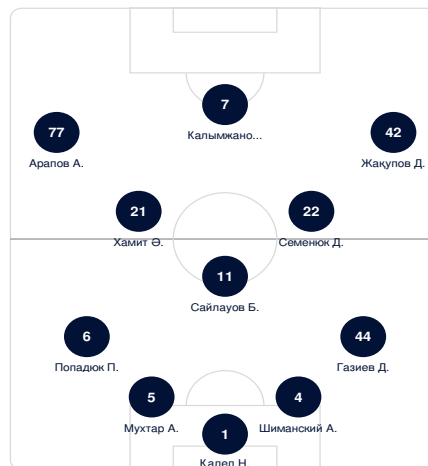 7
Калымжано...
77
42
Арапов А.
Жақупов Д.
21
22
Хамит Ә.
Семенюк Д.
11
Сайлауов Б.
6
44
Попадюк П.
Газиев Д.
5
4
Мухтар А.
Шиманский А.
1
Калел Н.